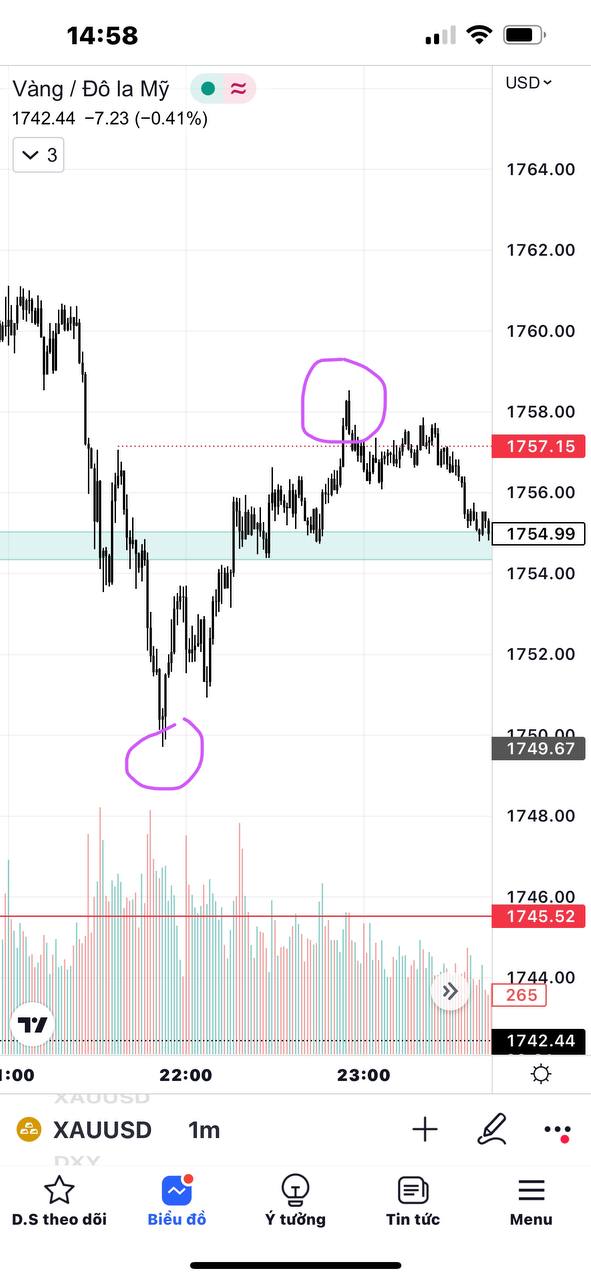 14:58
Vàng / Đô la Mỹ
USD
1742.44 −7.23 (−0.41%)
3
1764.00
1762.00
1760.00
1758.00
1757.15
1756.00
1754.99
1754.00
1752.00
1750.00
1749.67
1748.00
1746.00
1745.52
1744.00
265
1742.44
1:00 22:00 23:00
XAUUSD
XAUUSD 1m
DXY
D.S theo dõi Biểu đồ Ý tưởng Tin tức Menu